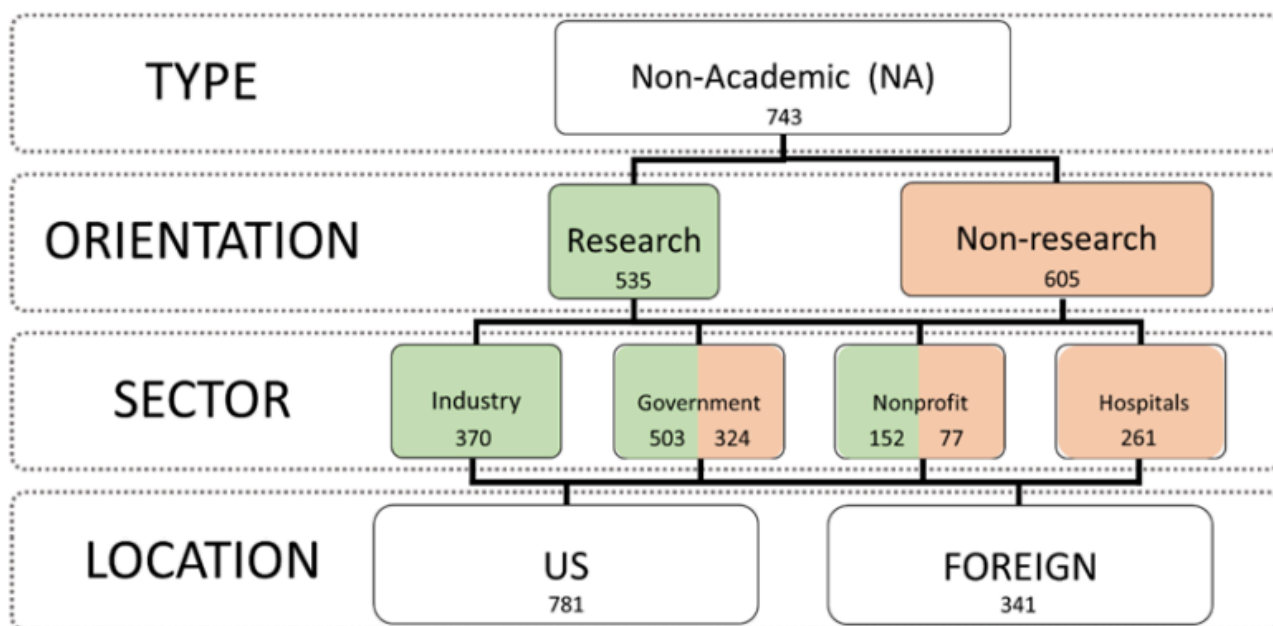 TYPE
Non-Academic (NA)
743
ORIENTATION
Research
535
Non-research
605
SECTOR
Industry
370
Government
503 324
Nonprofit
152 77
Hospitals
261
LOCATION
US
781
FOREIGN
341